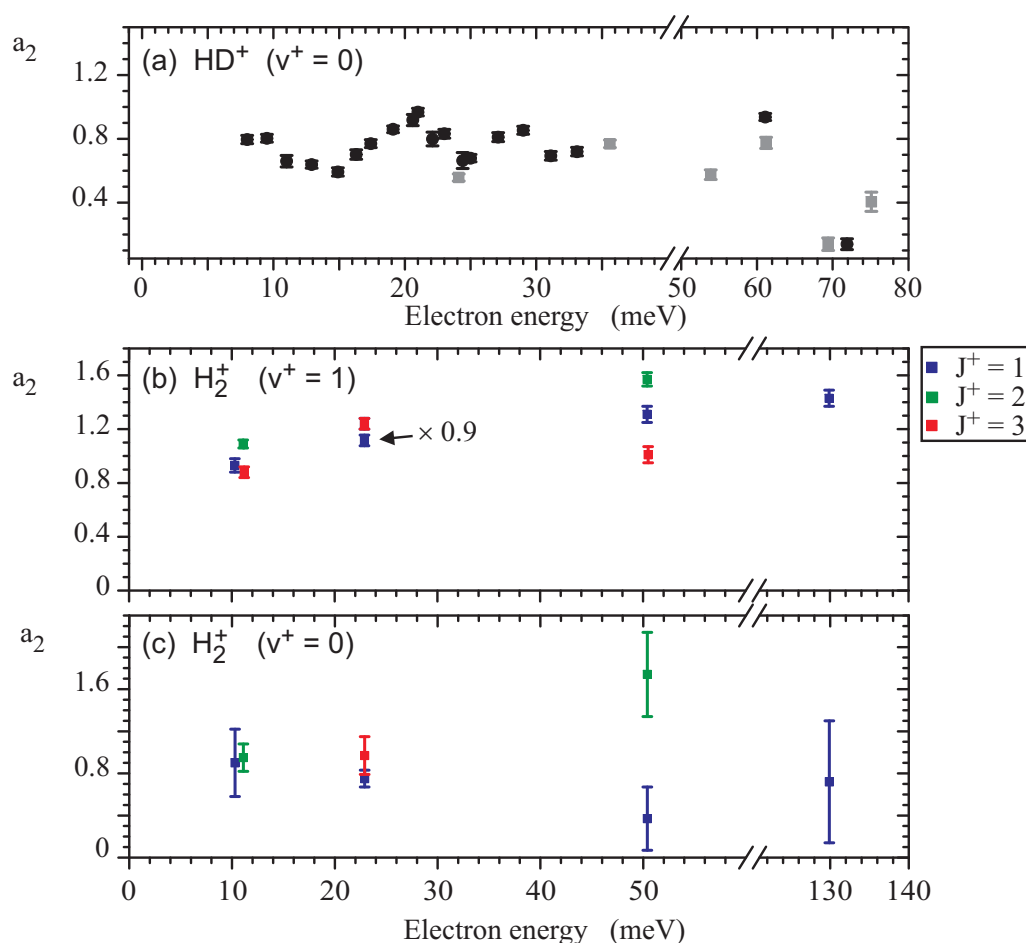 a₂
(a) HD⁺ (v⁺ = 0)
1.2
0.8
0.4
0 10 20 30 50 60 70 80
Electron energy (meV)
a₂
(b) H₂⁺ (v⁺ = 1)
1.6
1.2
0.8
0.4
0
× 0.9
J⁺ = 1
J⁺ = 2
J⁺ = 3
a₂
(c) H₂⁺ (v⁺ = 0)
1.6
0.8
0
0 10 20 30 40 50 130 140
Electron energy (meV)